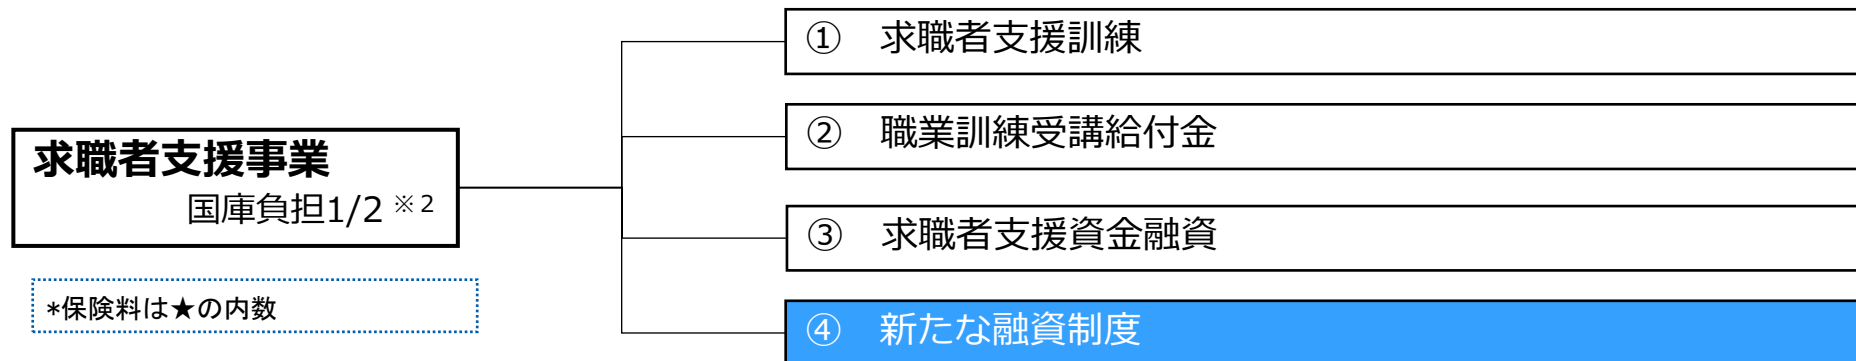 ① 求職者支援訓練
② 職業訓練受講給付金
求職者支援事業
国庫負担1/2 ※2
③ 求職者支援資金融資
*保険料は★の内数
④ 新たな融資制度